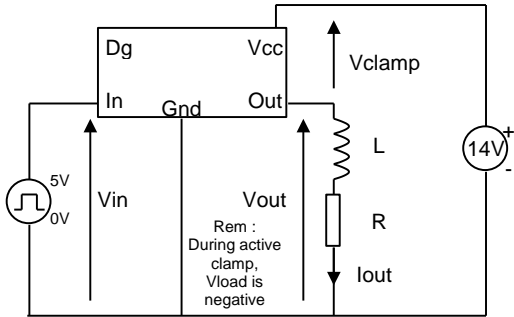 Dg
Vcc
Vclamp
In
Gnd
Out
14V
+
-
L
5V
0V
Vin
Vout
R
Rem :
During active
clamp,
Vload is
negative
Iout